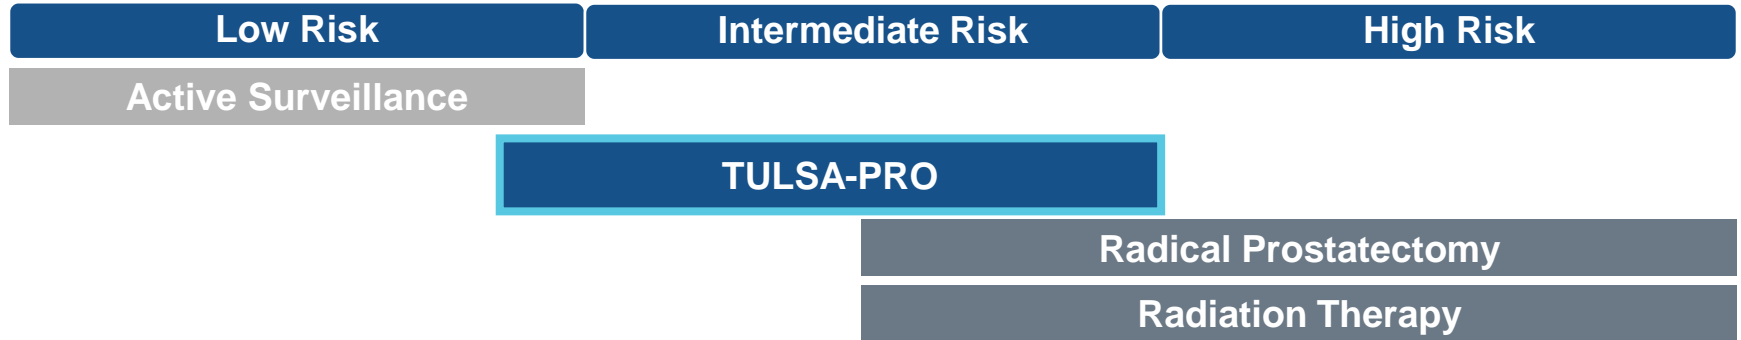 Low Risk
Intermediate Risk
High Risk
Active Surveillance
TULSA-PRO
Radical Prostatectomy
Radiation Therapy